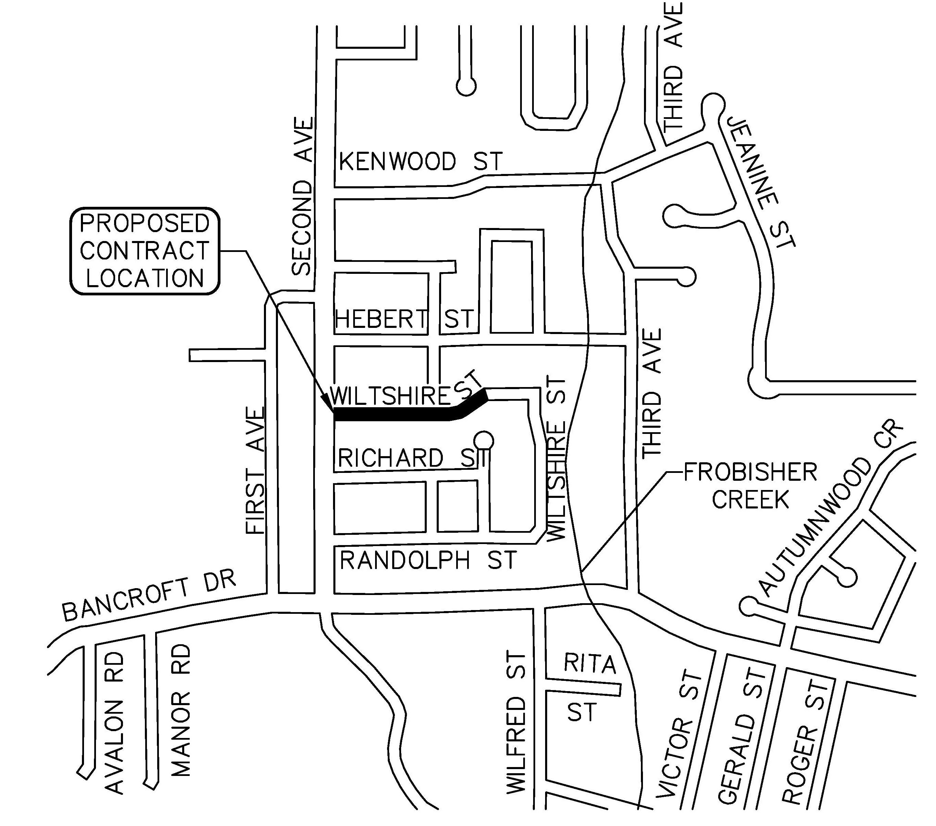 THIRD AVE
SECOND AVE
KENWOOD ST
JEANINE ST
PROPOSED
CONTRACT
LOCATION
HEBERT ST
WILTSHIRE ST
WILTSHIRE ST
THIRD AVE
FIRST AVE
RICHARD ST
FROBISHER
CREEK
AUTUMNWOOD CR
RANDOLPH ST
BANCROFT DR
AVALON RD
MANOR RD
WILFRED ST
RITA
ST
VICTOR ST
GERALD ST
ROGER ST